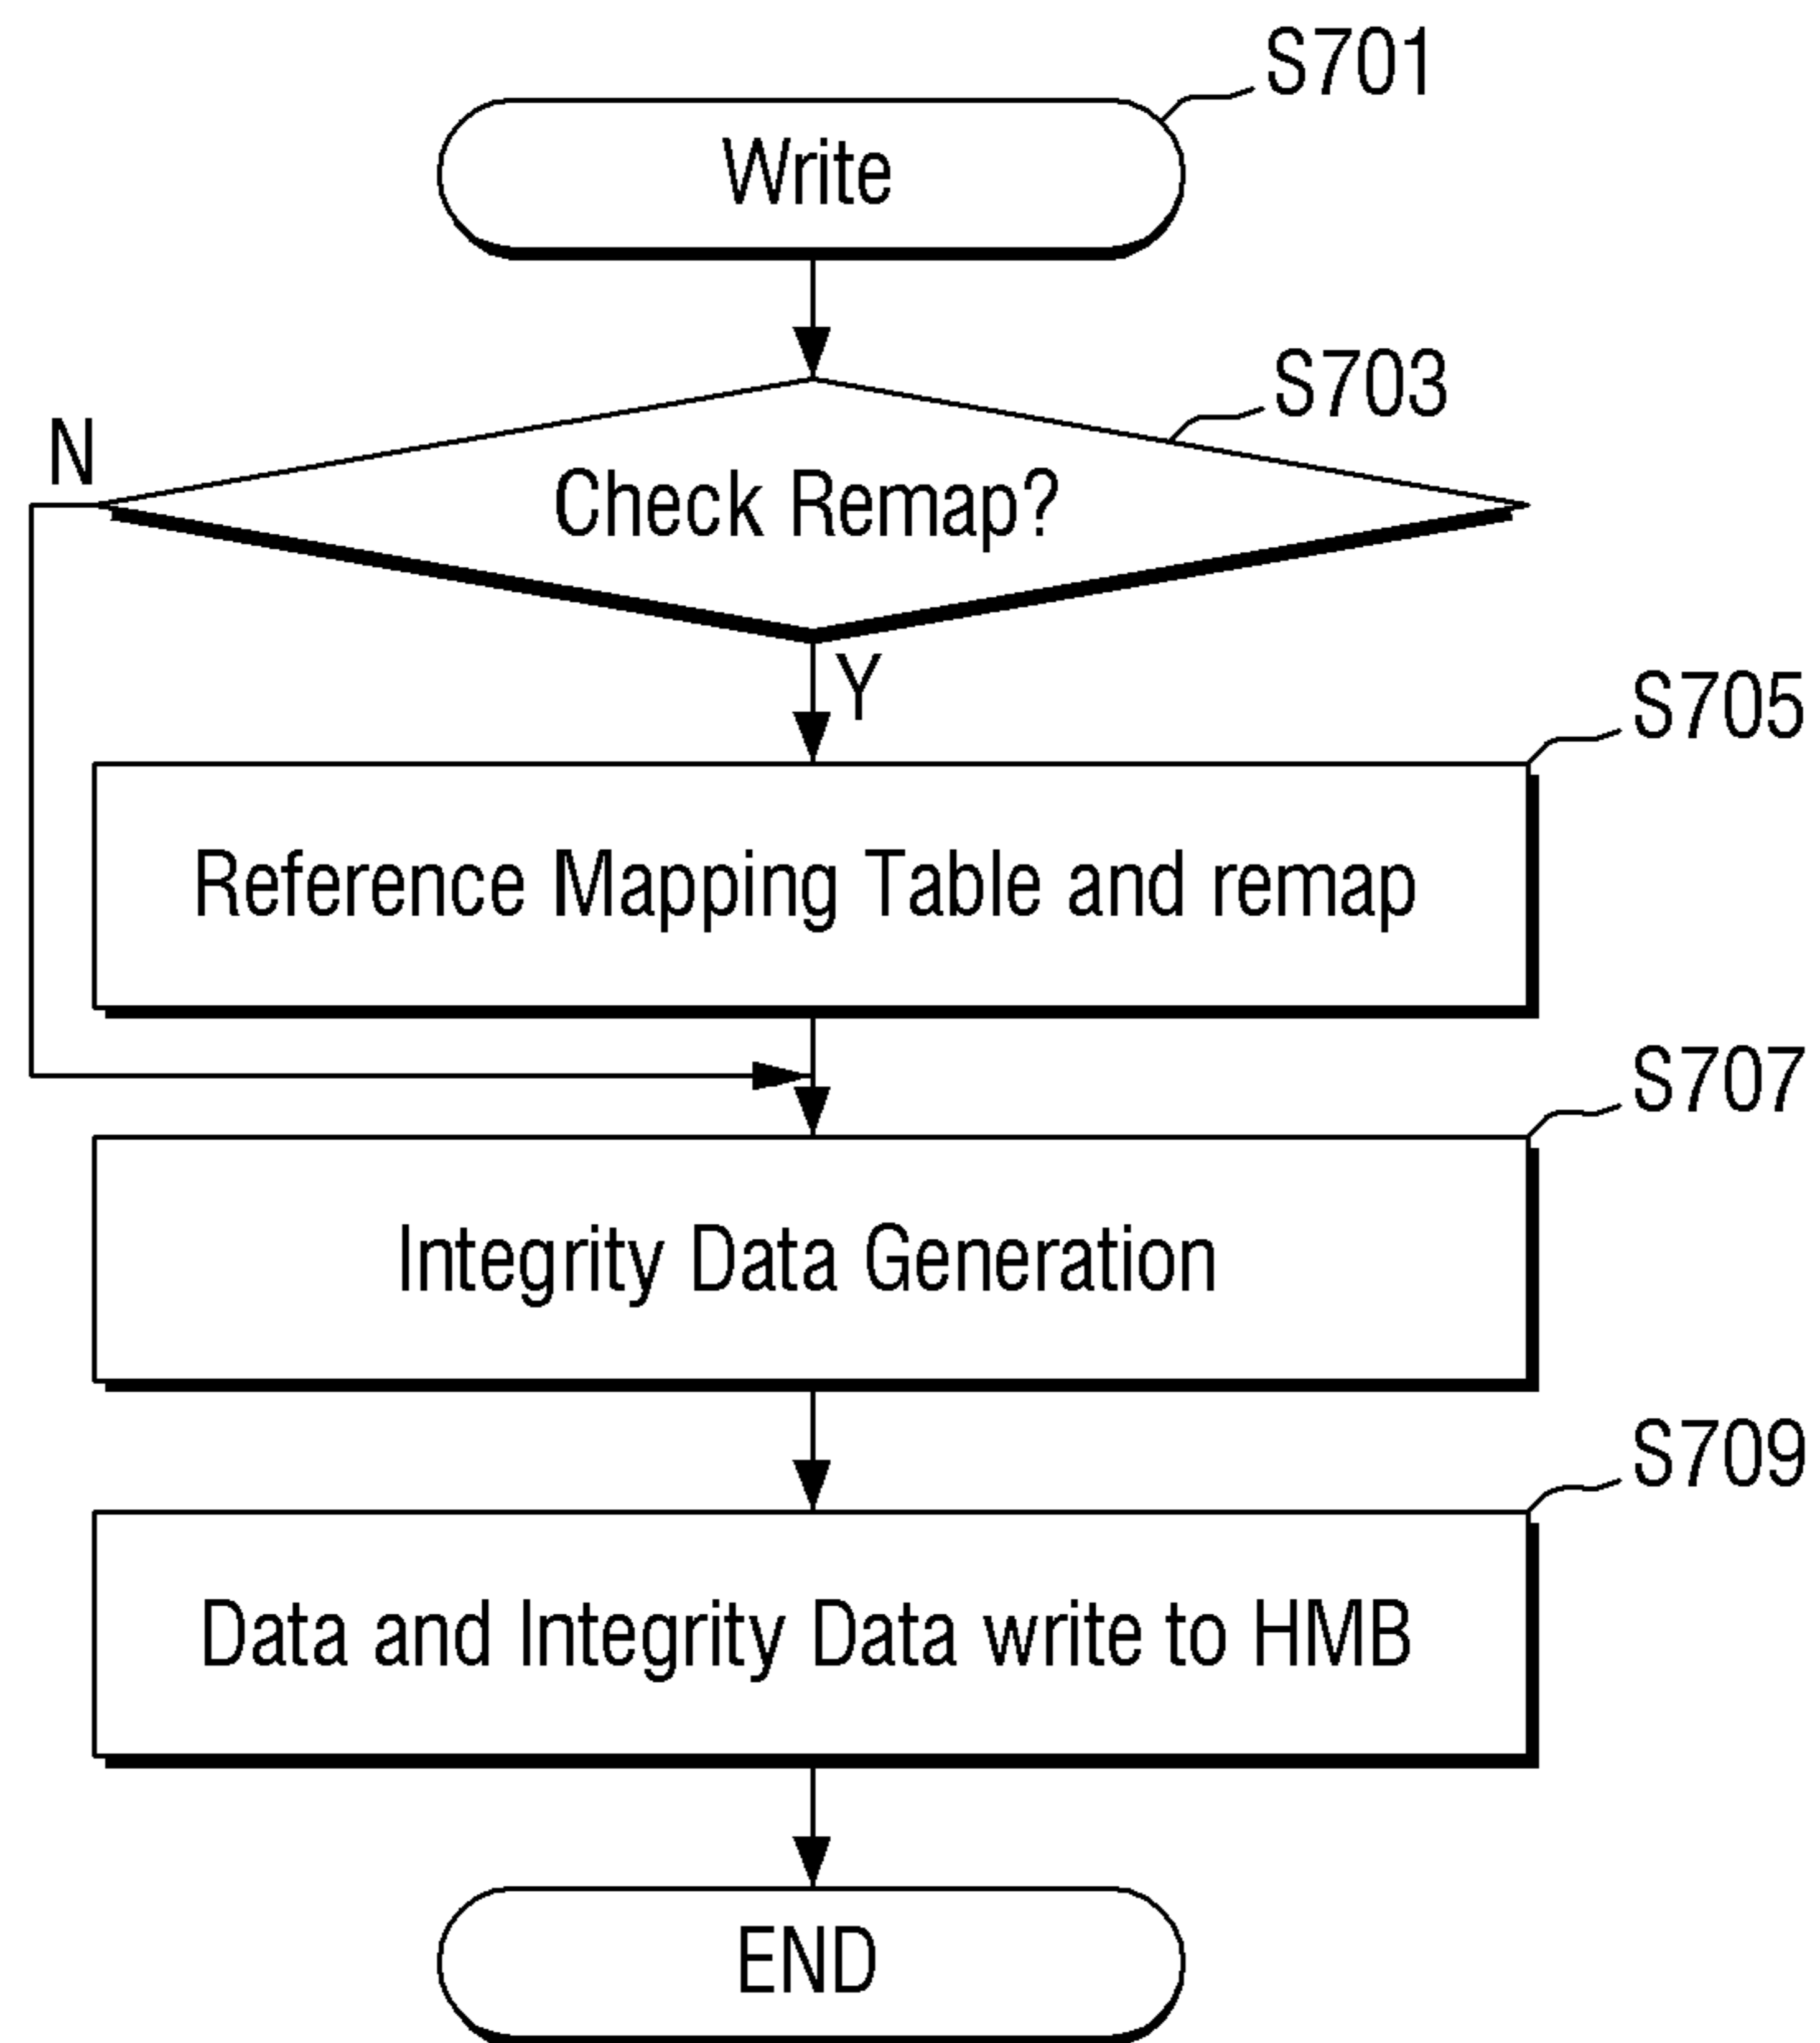 S701
Write
S703
N
Check Remap?
Y
S705
Reference Mapping Table and remap
S707
Integrity Data Generation
S709
Data and Integrity Data write to HMB
END